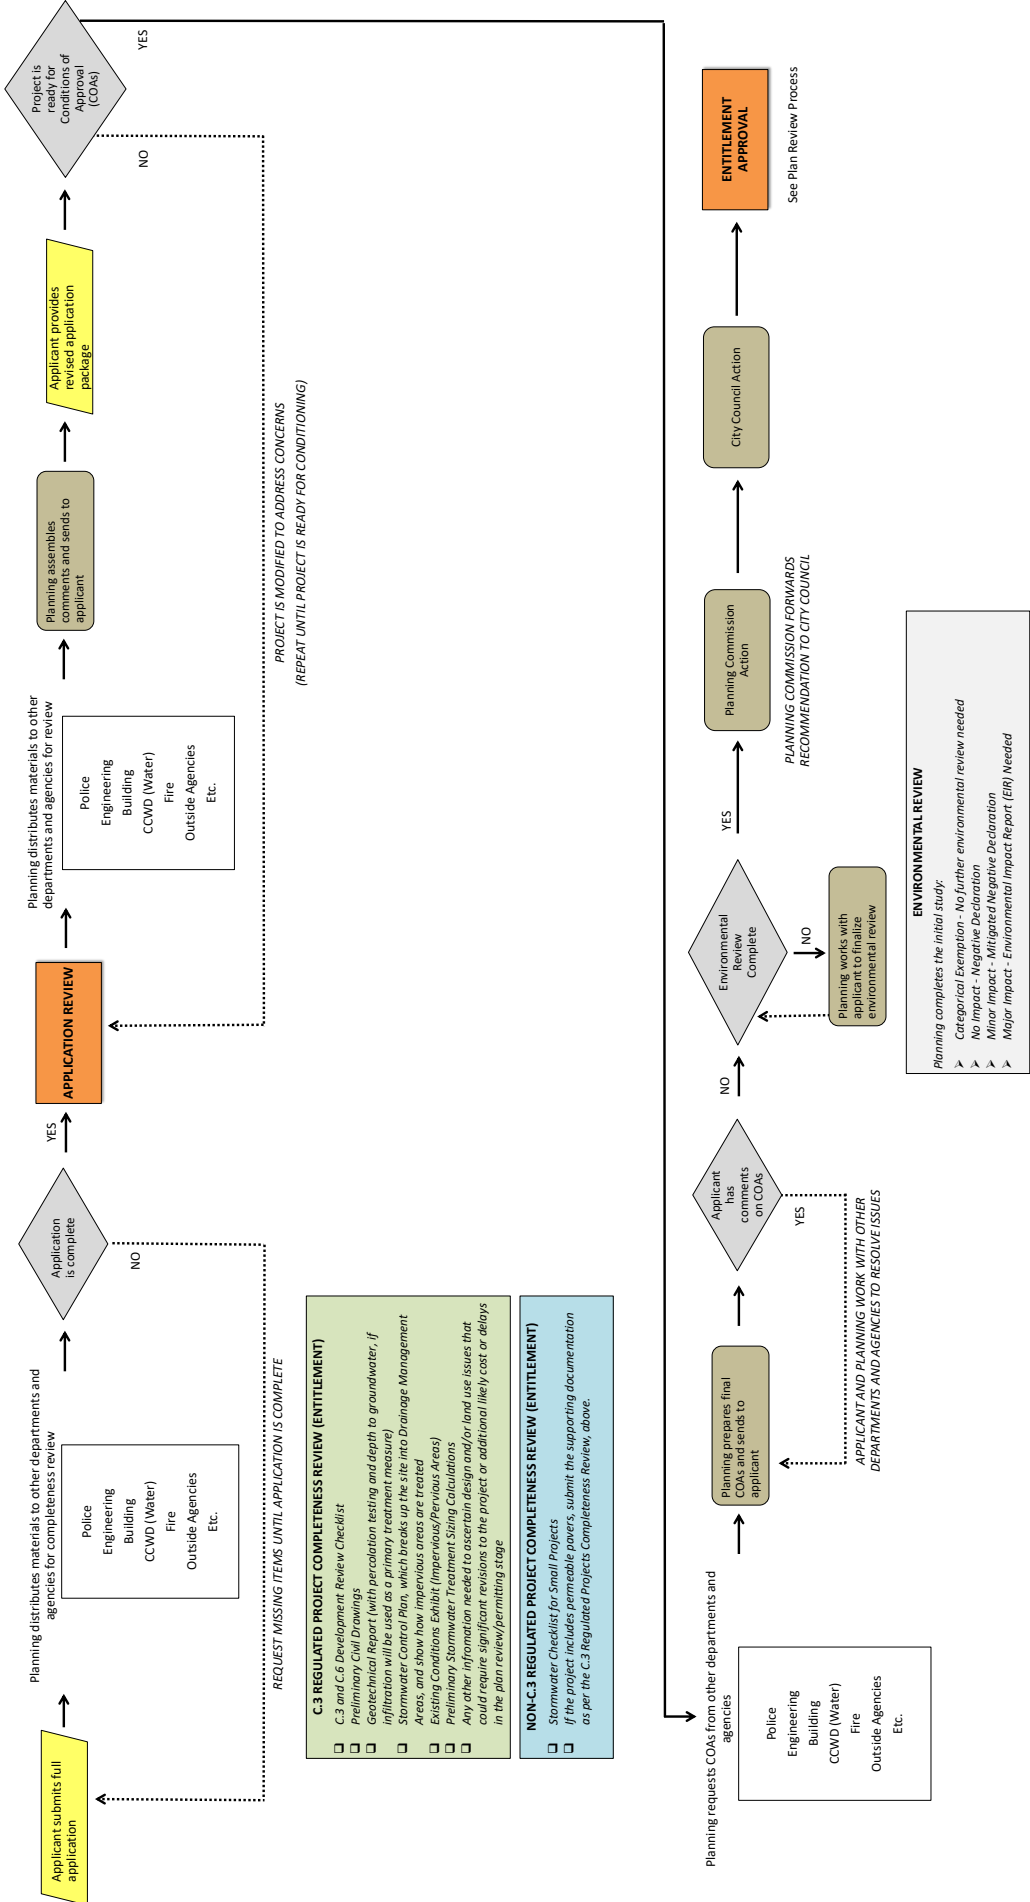 Applicant submits full
application
Planning distributes materials to other departments and
agencies for completeness review
Police
Engineering
Building
CCWD (Water)
Fire
Outside Agencies
Etc.
Application
is complete
YES
NO
REQUEST MISSING ITEMS UNTIL APPLICATION IS COMPLETE
APPLICATION REVIEW
Planning distributes materials to other
departments and agencies for review
Police
Engineering
Building
CCWD (Water)
Fire
Outside Agencies
Etc.
Planning assembles
comments and sends to
applicant
Applicant provides
revised application
package
Project is
ready for
Conditions of
Approval
(COAs)
YES
NO
PROJECT IS MODIFIED TO ADDRESS CONCERNS
(REPEAT UNTIL PROJECT IS READY FOR CONDITIONING)
C.3 REGULATED PROJECT COMPLETENESS REVIEW (ENTITLEMENT)
❑ C.3 and C.6 Development Review Checklist
❑ Preliminary Civil Drawings
❑ Geotechnical Report (with percolation testing and depth to groundwater, if
infiltration will be used as a primary treatment measure)
❑ Stormwater Control Plan, which breaks up the site into Drainage Management
Areas, and show how impervious areas are treated
❑ Existing Conditions Exhibit (Impervious/Pervious Areas)
❑ Preliminary Stormwater Treatment Sizing Calculations
❑ Any other infromation needed to ascertain design and/or land use issues that
could require significant revisions to the project or additional likely cost or delays
in the plan review/permitting stage
NON-C.3 REGULATED PROJECT COMPLETENESS REVIEW (ENTITLEMENT)
❑ Stormwater Checklist for Small Projects
❑ If the project includes permeable pavers, submit the supporting documentation
as per the C.3 Regulated Projects Completeness Review, above.
Planning requests COAs from other departments and
agencies
Police
Engineering
Building
CCWD (Water)
Fire
Outside Agencies
Etc.
Planning prepares final
COAs and sends to
applicant
Applicant
has
comments
on COAs
NO
YES
APPLICANT AND PLANNING WORK WITH OTHER
DEPARTMENTS AND AGENCIES TO RESOLVE ISSUES
Environmental
Review
Complete
YES
NO
Planning works with
applicant to finalize
environmental review
Planning Commission
Action
PLANNING COMMISSION FORWARDS
RECOMMENDATION TO CITY COUNCIL
City Council Action
ENTITLEMENT
APPROVAL
See Plan Review Process
ENVIRONMENTAL REVIEW
Planning completes the initial study:
➢ Categorical Exemption - No further environmental review needed
➢ No Impact - Negative Declaration
➢ Minor Impact - Mitigated Negative Declaration
➢ Major Impact - Environmental Impact Report (EIR) Needed